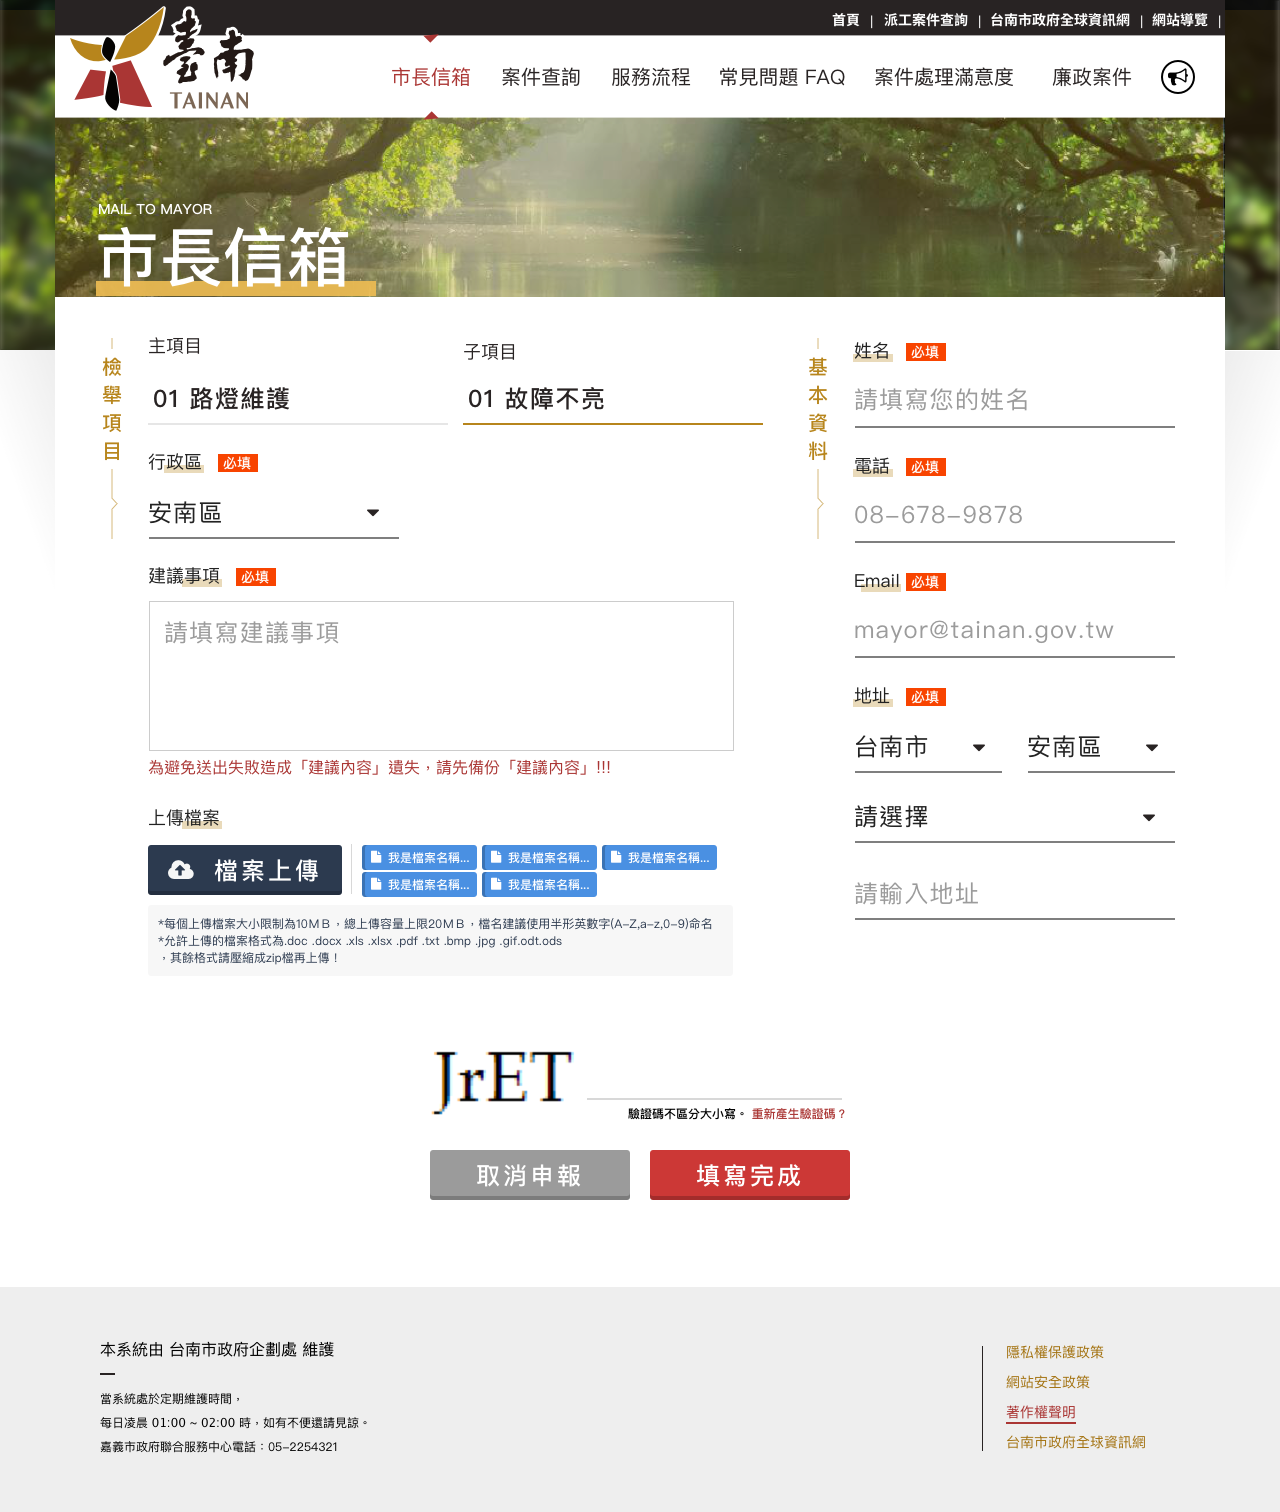 首頁 | 派工案件查詢 | 台南市政府全球資訊網 | 網站導覽 |
臺南
TAINAN
市長信箱 案件查詢 服務流程 常見問題 FAQ 案件處理滿意度 廉政案件
MAIL TO MAYOR
市長信箱
檢舉項目
主項目
子項目
01 路燈維護
01 故障不亮
行政區 必填
安南區
建議事項 必填
請填寫建議事項
為避免送出失敗造成「建議內容」遺失，請先備份「建議內容」!!!
上傳檔案
檔案上傳
我是檔案名稱... 我是檔案名稱... 我是檔案名稱...
我是檔案名稱... 我是檔案名稱...
*每個上傳檔案大小限制為10ＭＢ，總上傳容量上限20ＭＢ，檔名建議使用半形英數字(A-Z,a-z,0-9)命名
*允許上傳的檔案格式為.doc .docx .xls .xlsx .pdf .txt .bmp .jpg .gif.odt.ods
，其餘格式請壓縮成zip檔再上傳！
基本資料
姓名 必填
請填寫您的姓名
電話 必填
08-678-9878
Email 必填
mayor@tainan.gov.tw
地址 必填
台南市 安南區
請選擇
請輸入地址
JrET
驗證碼不區分大小寫。 重新產生驗證碼？
取消申報 填寫完成
本系統由 台南市政府企劃處 維護
當系統處於定期維護時間，
每日凌晨 01:00 ~ 02:00 時，如有不便還請見諒。
嘉義市政府聯合服務中心電話：05-2254321
隱私權保護政策
網站安全政策
著作權聲明
台南市政府全球資訊網